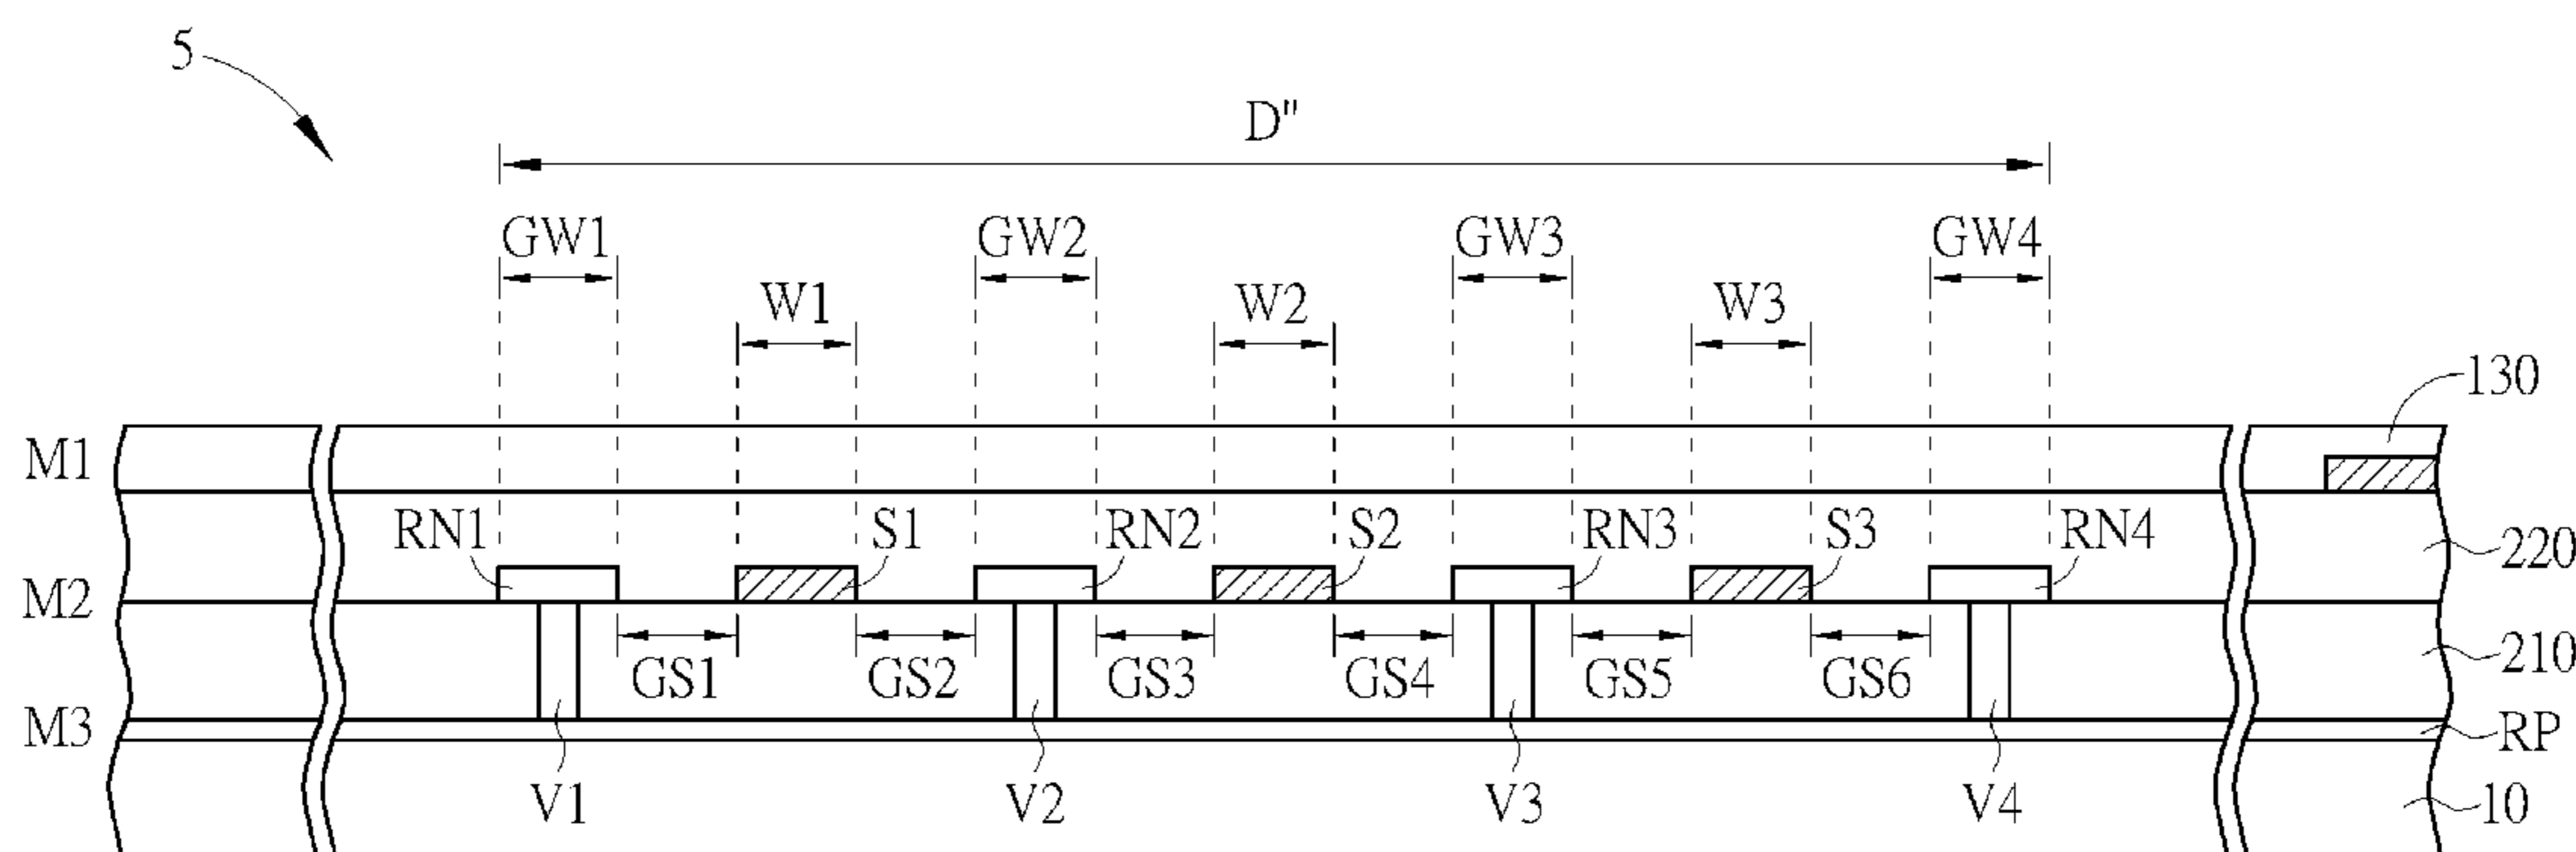 5
D"
GW1 GW2 GW3 GW4
W1 W2 W3
130
M1
RN1 S1 RN2 S2 RN3 S3 RN4
220
M2
GS1 GS2 GS3 GS4 GS5 GS6
210
M3
RP
V1 V2 V3 V4
10